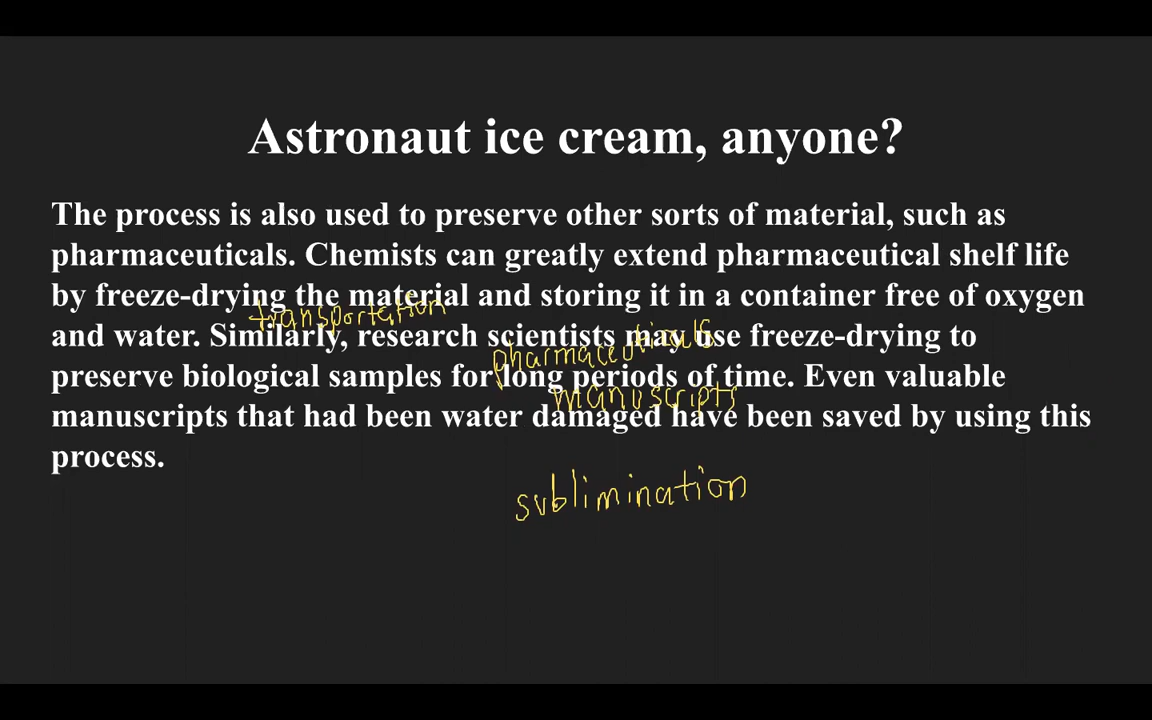 Astronaut ice cream, anyone?
The process is also used to preserve other sorts of material, such as
pharmaceuticals. Chemists can greatly extend pharmaceutical shelf life
by freeze-drying the material and storing it in a container free of oxygen
transportation
and water. Similarly, research scientists may use freeze-drying to
pharmaceuticals
preserve biological samples for long periods of time. Even valuable
manuscripts
manuscripts that had been water damaged have been saved by using this
process.
sublimination